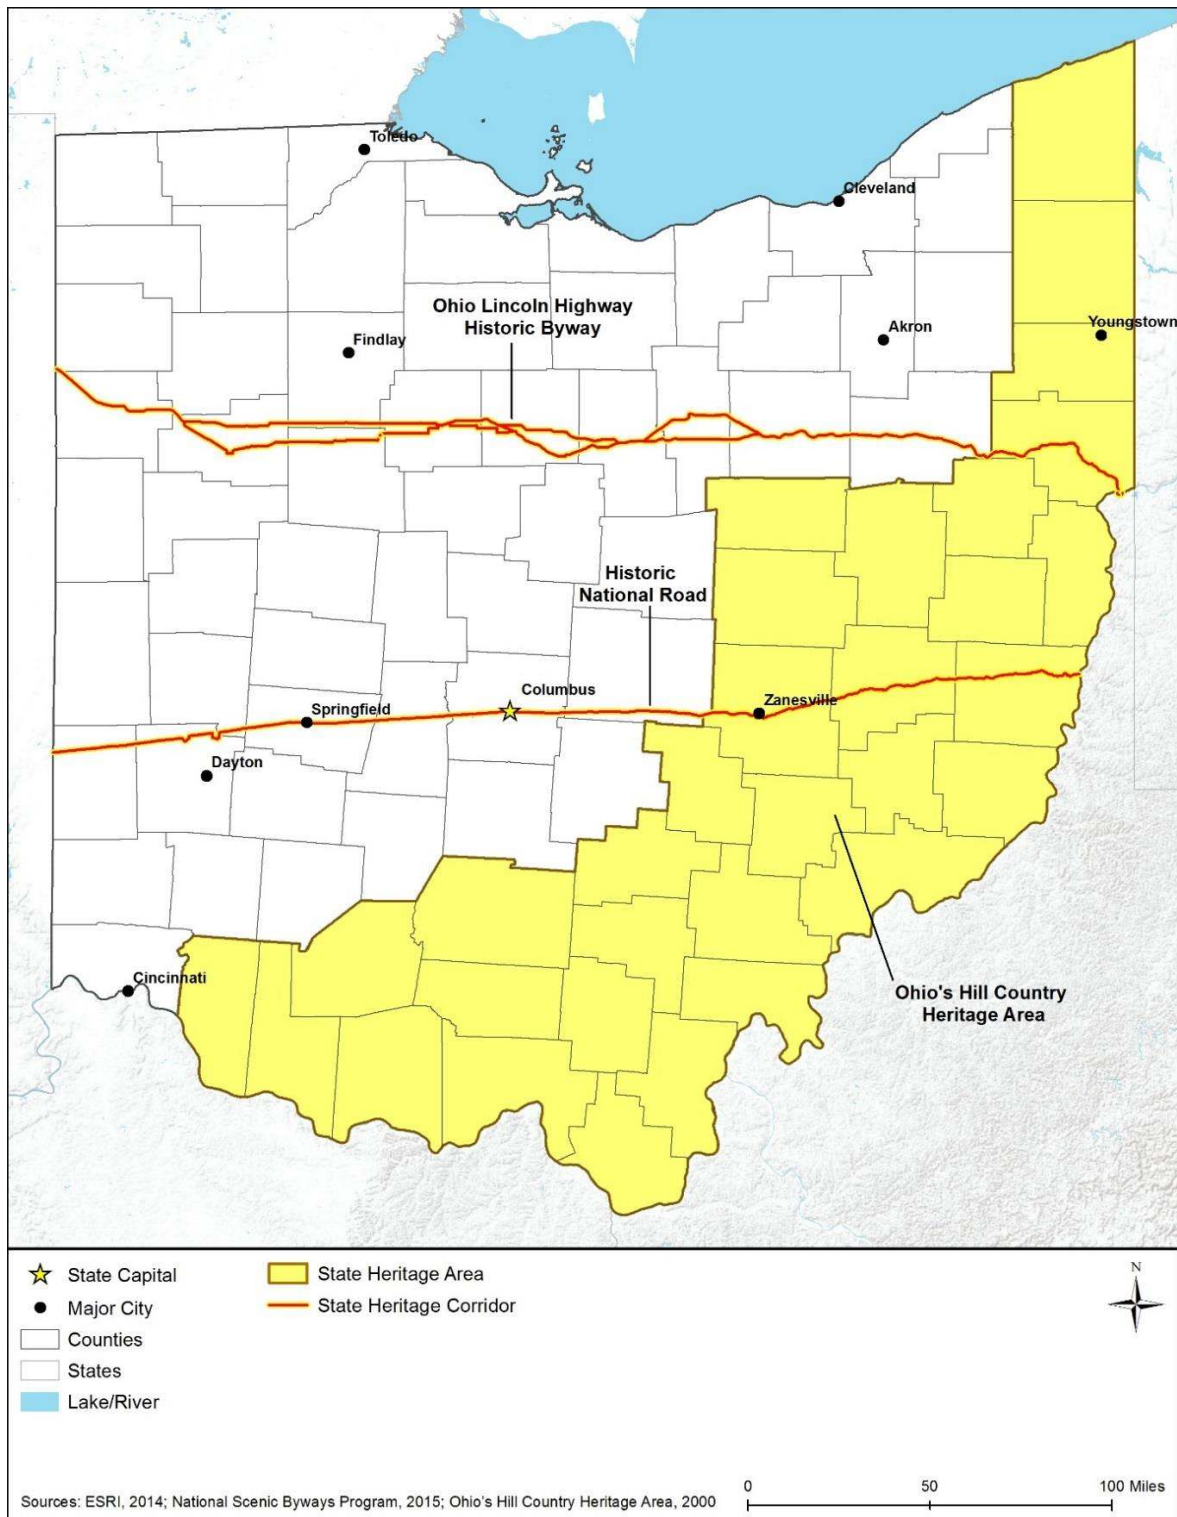 Toledo
Cleveland
Ohio Lincoln Highway
Historic Byway
Findlay
Akron
Youngstown
Historic
National Road
Columbus
Springfield
Zanesville
Dayton
Cincinnati
Ohio's Hill Country
Heritage Area
State Capital
State Heritage Area
N
Major City
State Heritage Corridor
Counties
States
Lake/River
0 50 100 Miles
Sources: ESRI, 2014; National Scenic Byways Program, 2015; Ohio's Hill Country Heritage Area, 2000